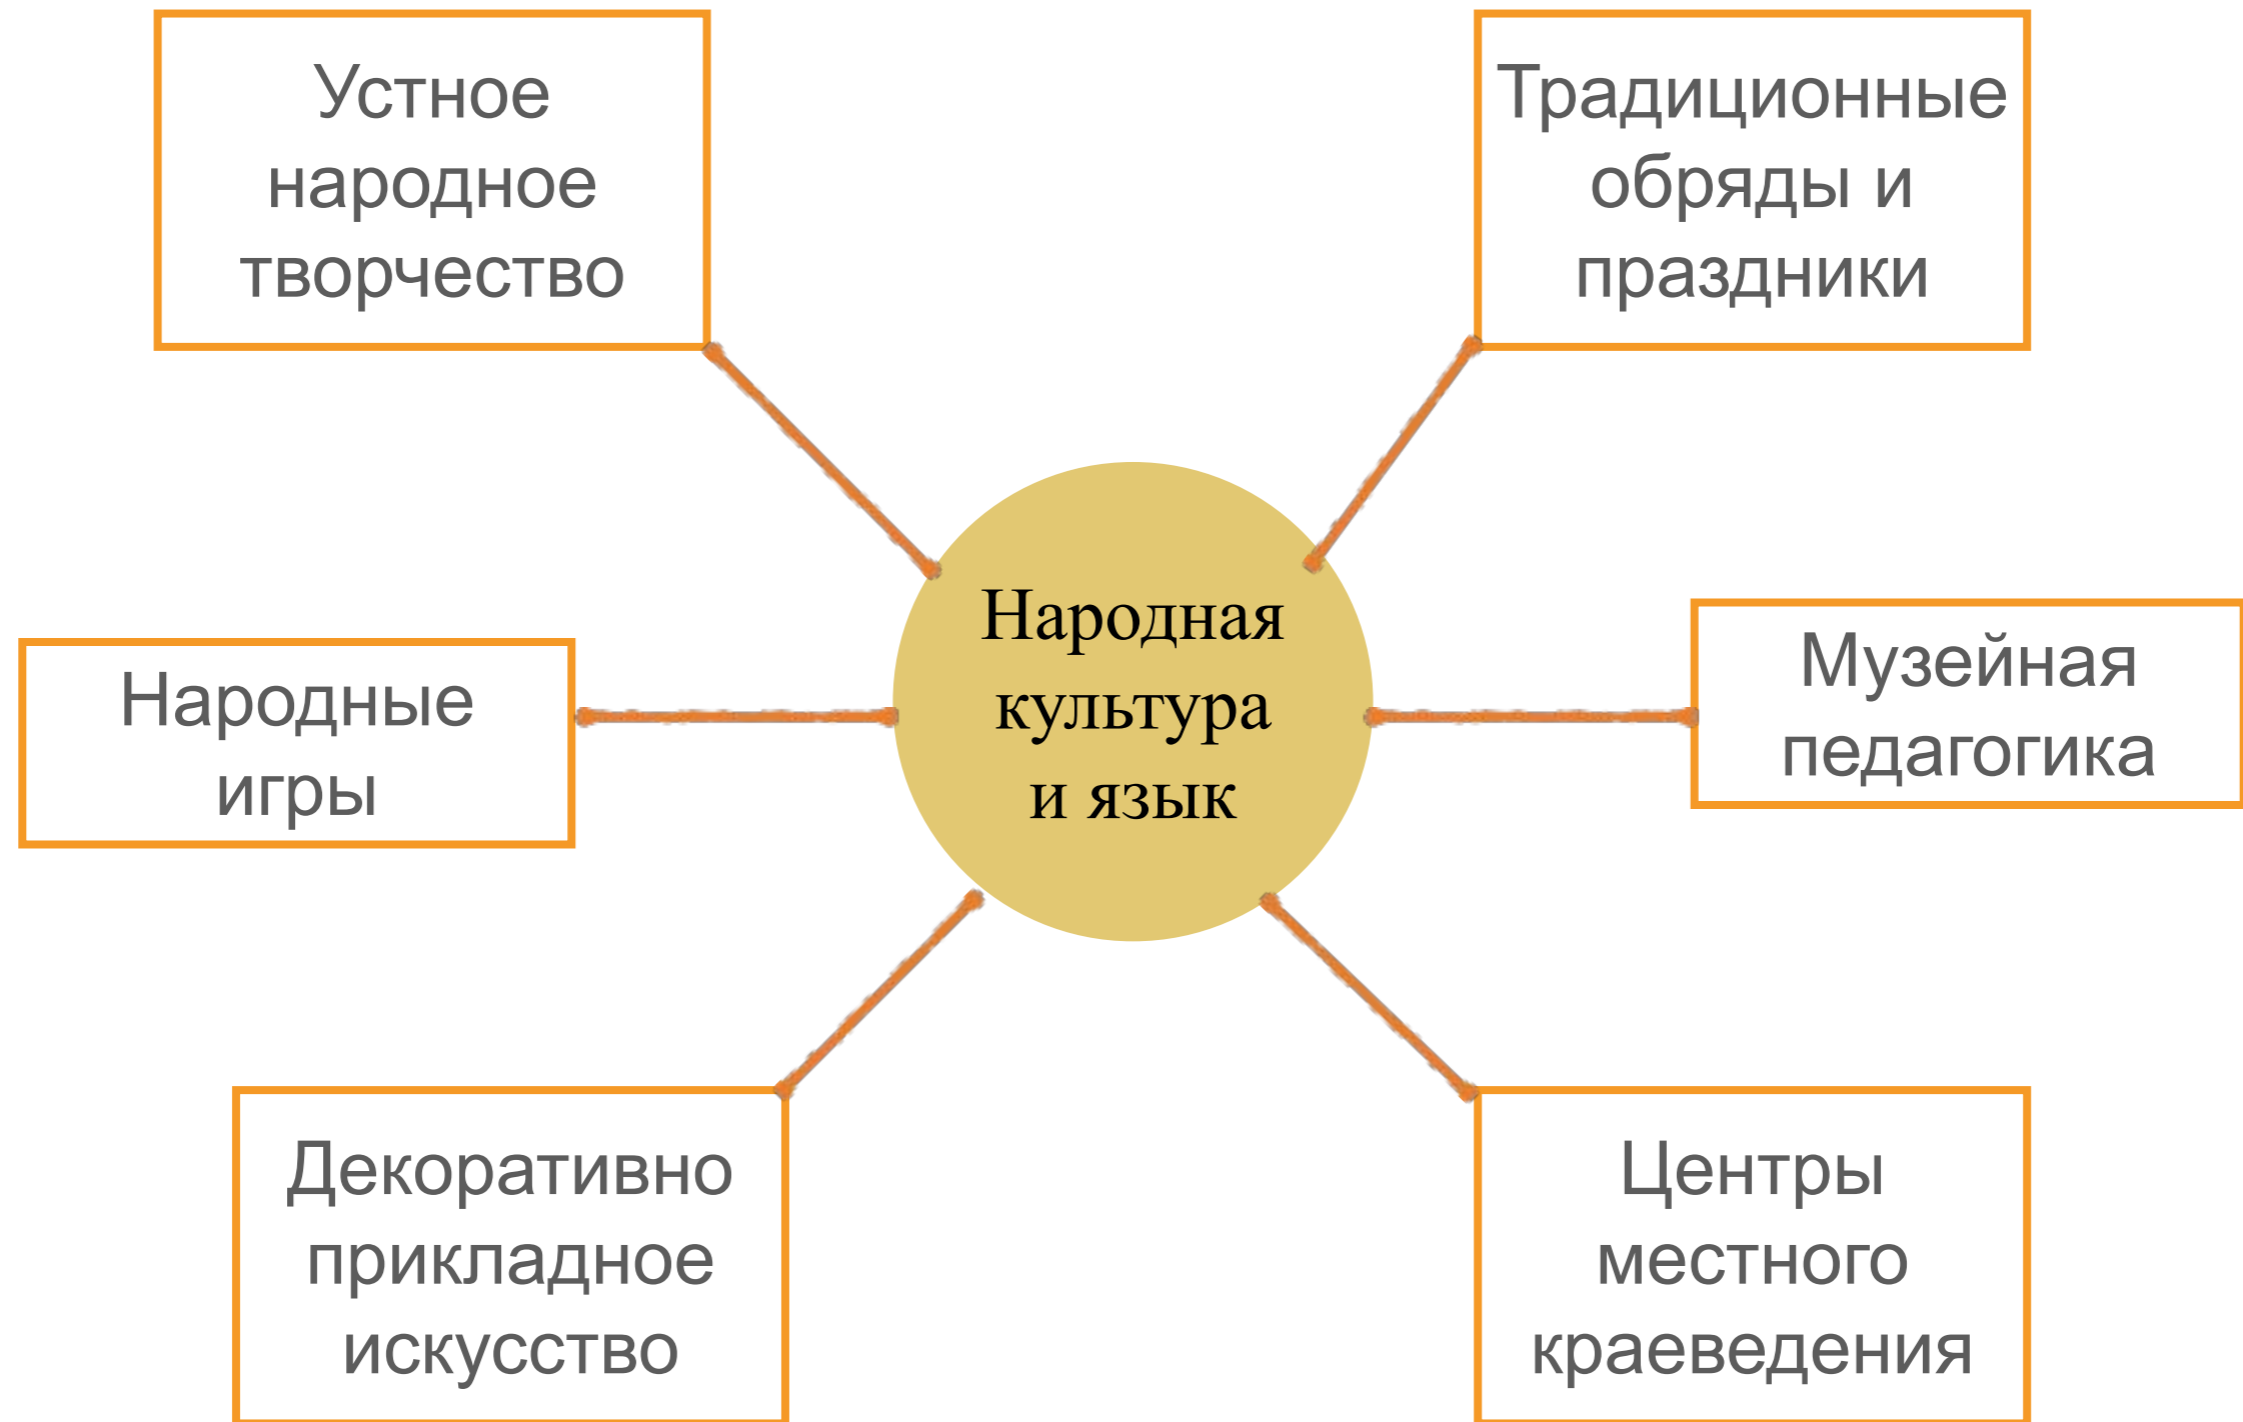 Устное
народное
творчество
Традиционные
обряды и
праздники
Народная
культура
и язык
Народные
игры
Музейная
педагогика
Декоративно
прикладное
искусство
Центры
местного
краеведения